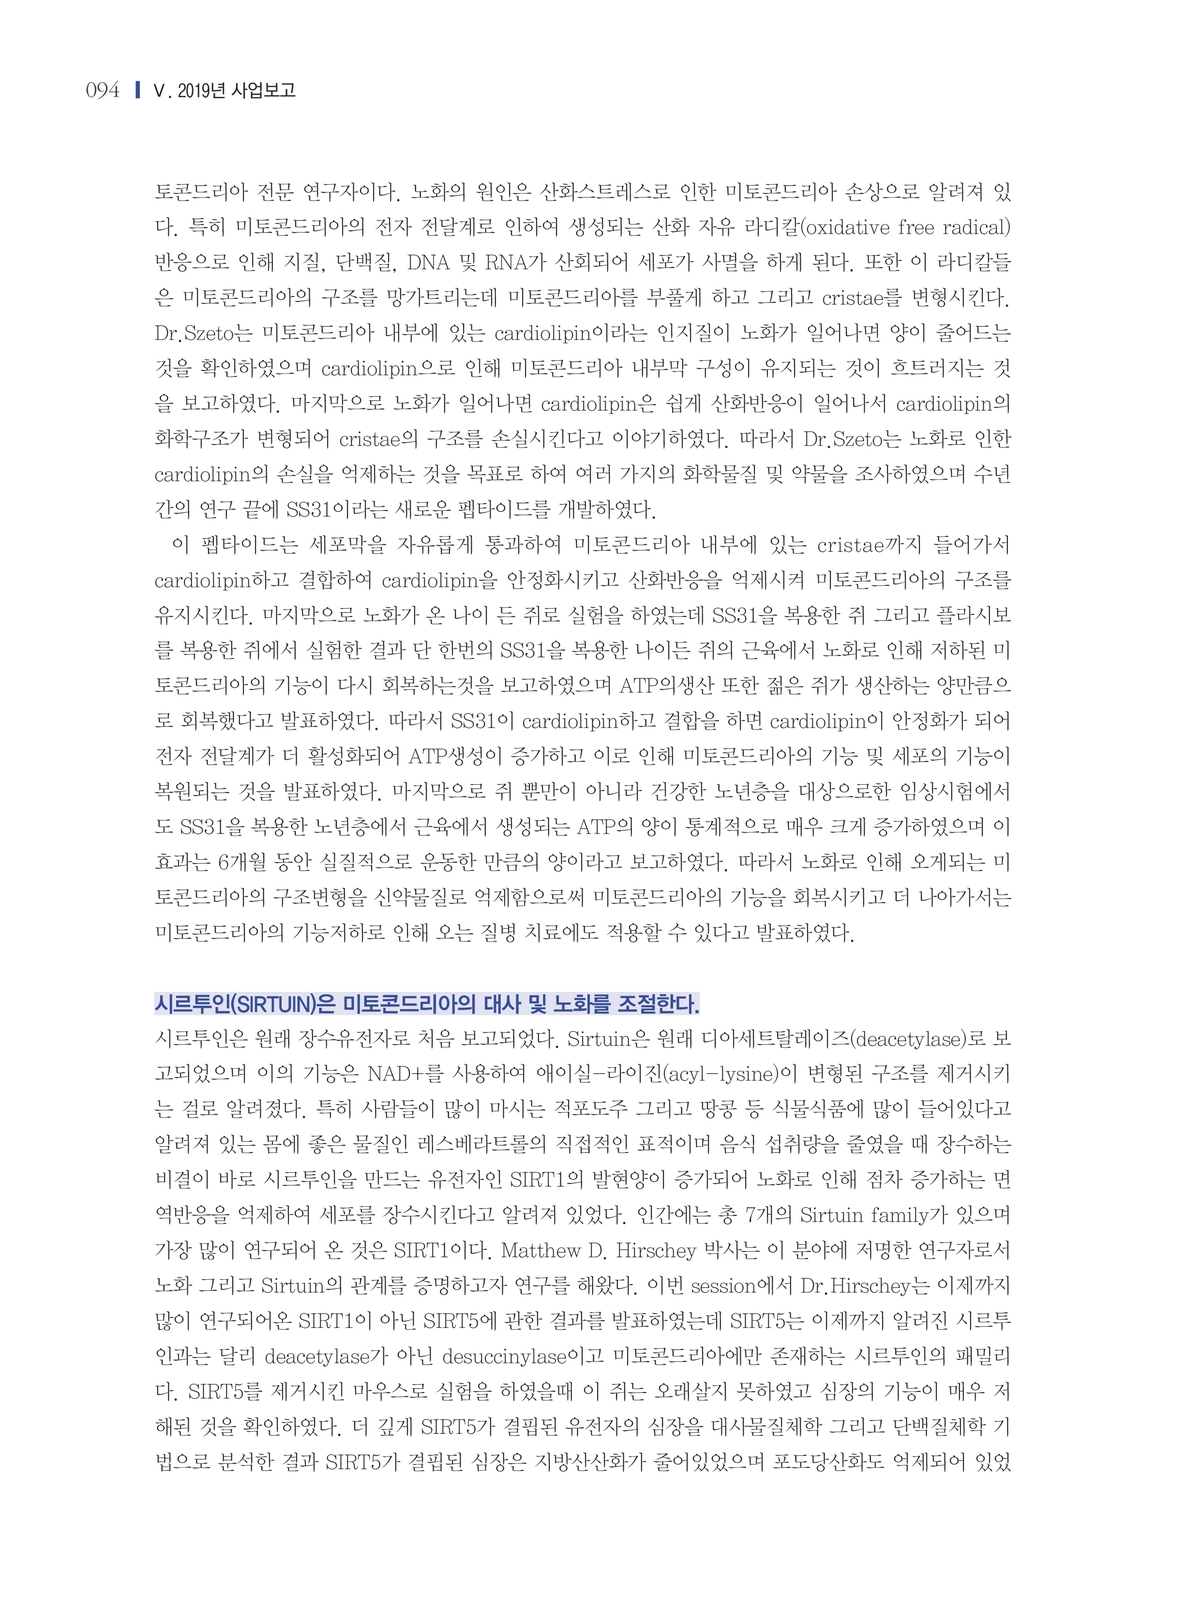 094 Ⅴ. 2019년 사업보고
토콘드리아 전문 연구자이다. 노화의 원인은 산화스트레스로 인한 미토콘드리아 손상으로 알려져 있
다. 특히 미토콘드리아의 전자 전달계로 인하여 생성되는 산화 자유 라디칼(oxidative free radical)
반응으로 인해 지질, 단백질, DNA 및 RNA가 산회되어 세포가 사멸을 하게 된다. 또한 이 라디칼들
은 미토콘드리아의 구조를 망가트리는데 미토콘드리아를 부풀게 하고 그리고 cristae를 변형시킨다.
Dr.Szeto는 미토콘드리아 내부에 있는 cardiolipin이라는 인지질이 노화가 일어나면 양이 줄어드는
것을 확인하였으며 cardiolipin으로 인해 미토콘드리아 내부막 구성이 유지되는 것이 흐트러지는 것
을 보고하였다. 마지막으로 노화가 일어나면 cardiolipin은 쉽게 산화반응이 일어나서 cardiolipin의
화학구조가 변형되어 cristae의 구조를 손실시킨다고 이야기하였다. 따라서 Dr.Szeto는 노화로 인한
cardiolipin의 손실을 억제하는 것을 목표로 하여 여러 가지의 화학물질 및 약물을 조사하였으며 수년
간의 연구 끝에 SS31이라는 새로운 펩타이드를 개발하였다.
이 펩타이드는 세포막을 자유롭게 통과하여 미토콘드리아 내부에 있는 cristae까지 들어가서
cardiolipin하고 결합하여 cardiolipin을 안정화시키고 산화반응을 억제시켜 미토콘드리아의 구조를
유지시킨다. 마지막으로 노화가 온 나이 든 쥐로 실험을 하였는데 SS31을 복용한 쥐 그리고 플라시보
를 복용한 쥐에서 실험한 결과 단 한번의 SS31을 복용한 나이든 쥐의 근육에서 노화로 인해 저하된 미
토콘드리아의 기능이 다시 회복하는것을 보고하였으며 ATP의생산 또한 젊은 쥐가 생산하는 양만큼으
로 회복했다고 발표하였다. 따라서 SS31이 cardiolipin하고 결합을 하면 cardiolipin이 안정화가 되어
전자 전달계가 더 활성화되어 ATP생성이 증가하고 이로 인해 미토콘드리아의 기능 및 세포의 기능이
복원되는 것을 발표하였다. 마지막으로 쥐 뿐만이 아니라 건강한 노년층을 대상으로한 임상시험에서
도 SS31을 복용한 노년층에서 근육에서 생성되는 ATP의 양이 통계적으로 매우 크게 증가하였으며 이
효과는 6개월 동안 실질적으로 운동한 만큼의 양이라고 보고하였다. 따라서 노화로 인해 오게되는 미
토콘드리아의 구조변형을 신약물질로 억제함으로써 미토콘드리아의 기능을 회복시키고 더 나아가서는
미토콘드리아의 기능저하로 인해 오는 질병 치료에도 적용할 수 있다고 발표하였다.
시르투인(SIRTUIN)은 미토콘드리아의 대사 및 노화를 조절한다.
시르투인은 원래 장수유전자로 처음 보고되었다. Sirtuin은 원래 디아세트탈레이즈(deacetylase)로 보
고되었으며 이의 기능은 NAD+를 사용하여 애이실-라이진(acyl-lysine)이 변형된 구조를 제거시키
는 걸로 알려졌다. 특히 사람들이 많이 마시는 적포도주 그리고 땅콩 등 식물식품에 많이 들어있다고
알려져 있는 몸에 좋은 물질인 레스베라트롤의 직접적인 표적이며 음식 섭취량을 줄였을 때 장수하는
비결이 바로 시르투인을 만드는 유전자인 SIRT1의 발현양이 증가되어 노화로 인해 점차 증가하는 면
역반응을 억제하여 세포를 장수시킨다고 알려져 있었다. 인간에는 총 7개의 Sirtuin family가 있으며
가장 많이 연구되어 온 것은 SIRT1이다. Matthew D. Hirschey 박사는 이 분야에 저명한 연구자로서
노화 그리고 Sirtuin의 관계를 증명하고자 연구를 해왔다. 이번 session에서 Dr.Hirschey는 이제까지
많이 연구되어온 SIRT1이 아닌 SIRT5에 관한 결과를 발표하였는데 SIRT5는 이제까지 알려진 시르투
인과는 달리 deacetylase가 아닌 desuccinylase이고 미토콘드리아에만 존재하는 시르투인의 패밀리
다. SIRT5를 제거시킨 마우스로 실험을 하였을때 이 쥐는 오래살지 못하였고 심장의 기능이 매우 저
해된 것을 확인하였다. 더 깊게 SIRT5가 결핍된 유전자의 심장을 대사물질체학 그리고 단백질체학 기
법으로 분석한 결과 SIRT5가 결핍된 심장은 지방산산화가 줄어있었으며 포도당산화도 억제되어 있었